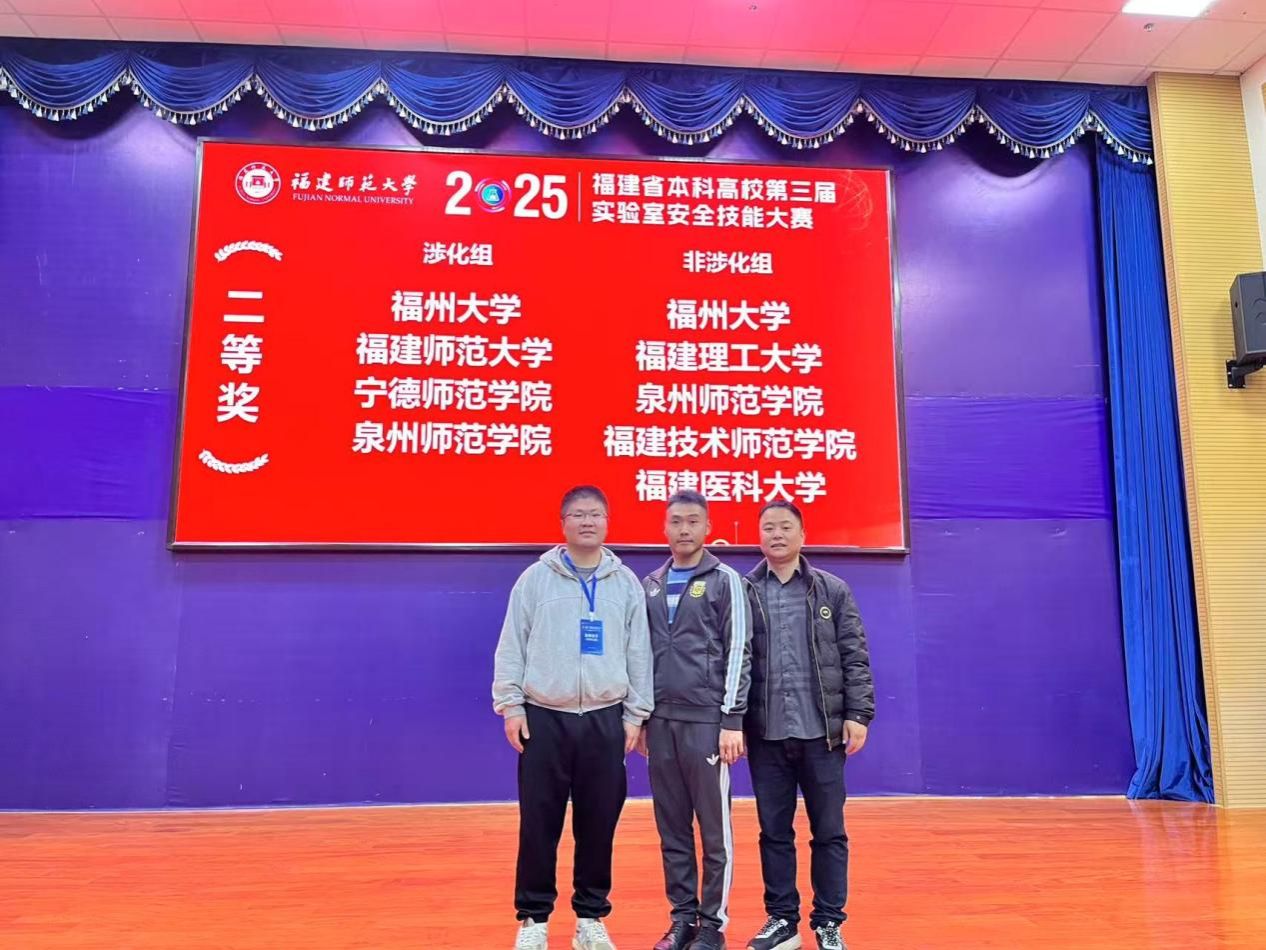 福建师范大学
FUJIAN NORMAL UNIVERSITY
2025
福建省本科高校第三届
实验室安全技能大赛
二等奖
涉化组
福州大学
福建师范大学
宁德师范学院
泉州师范学院
非涉化组
福州大学
福建理工大学
泉州师范学院
福建技术师范学院
福建医科大学